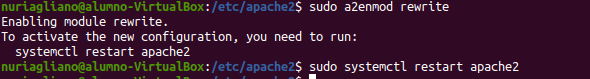 nuriagliano@alumno-VirtualBox:/etc/apache2$ sudo a2enmod rewrite
Enabling module rewrite.
To activate the new configuration, you need to run:
  systemctl restart apache2
nuriagliano@alumno-VirtualBox:/etc/apache2$ sudo systemctl restart apache2